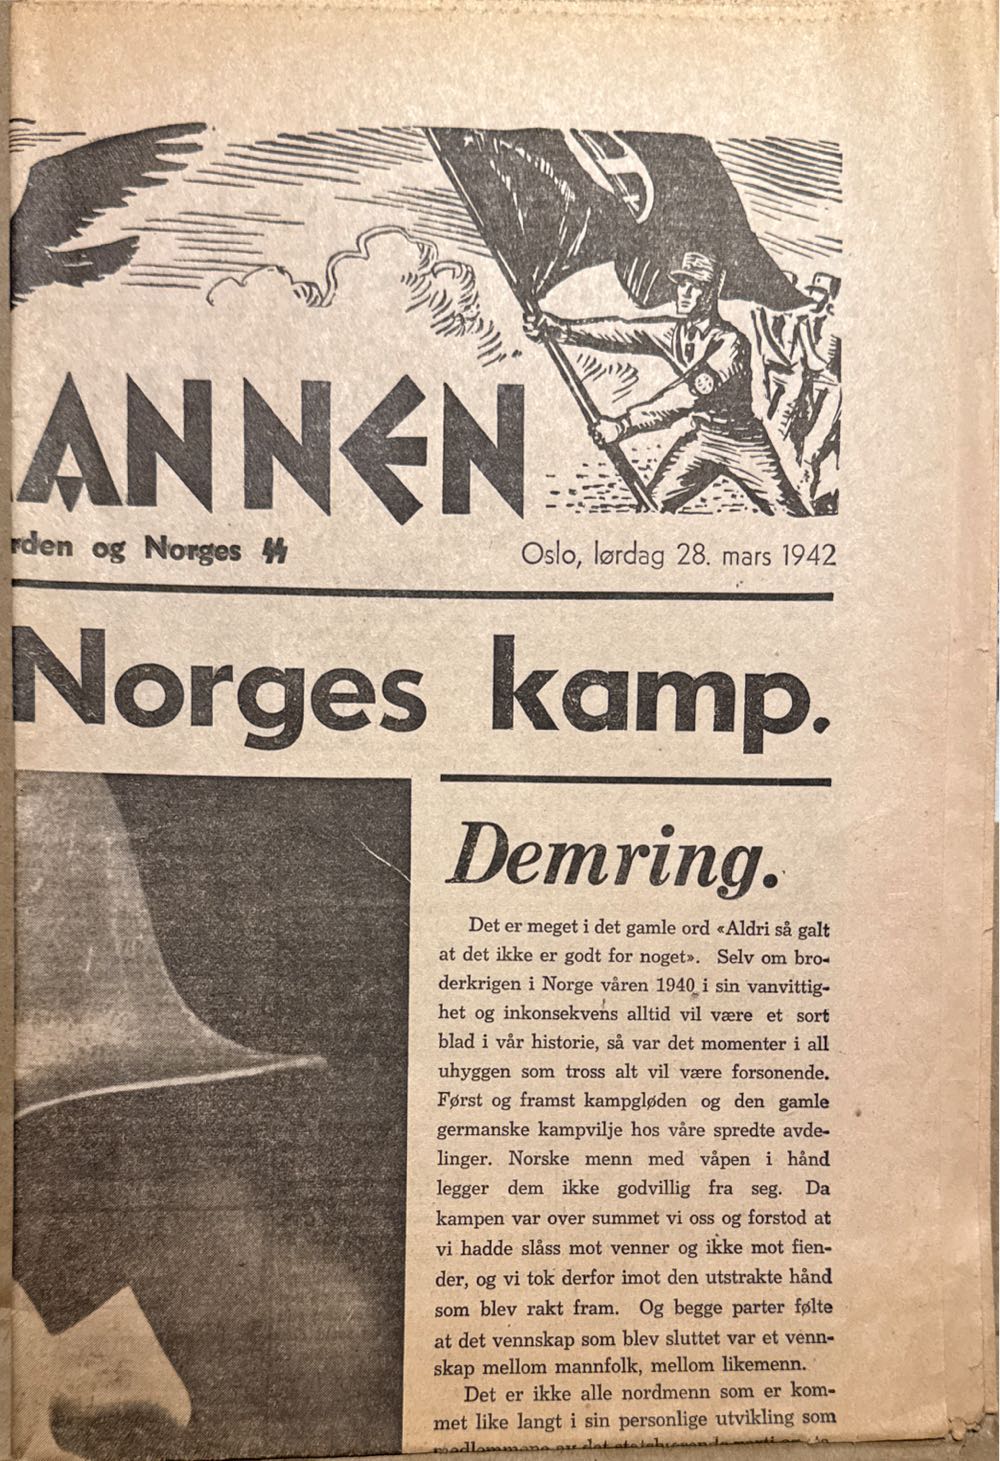 ANNEN
rden og Norges ᛋᛋ
Oslo, lørdag 28. mars 1942
Norges kamp.
Demring.
Det er meget i det gamle ord «Aldri så galt
at det ikke er godt for noget». Selv om bro-
derkrigen i Norge våren 1940 i sin vanvittig-
het og inkonsekvens alltid vil være et sort
blad i vår historie, så var det momenter i all
uhyggen som tross alt vil være forsonende.
Først og framst kampgløden og den gamle
germanske kampvilje hos våre spredte avde-
linger. Norske menn med våpen i hånd
legger dem ikke godvillig fra seg. Da
kampen var over summet vi oss og forstod at
vi hadde slåss mot venner og ikke mot fien-
der, og vi tok derfor imot den utstrakte hånd
som blev rakt fram. Og begge parter følte
at det vennskap som blev sluttet var et venn-
skap mellom mannfolk, mellom likemenn.
Det er ikke alle nordmenn som er kom-
met like langt i sin personlige utvikling som